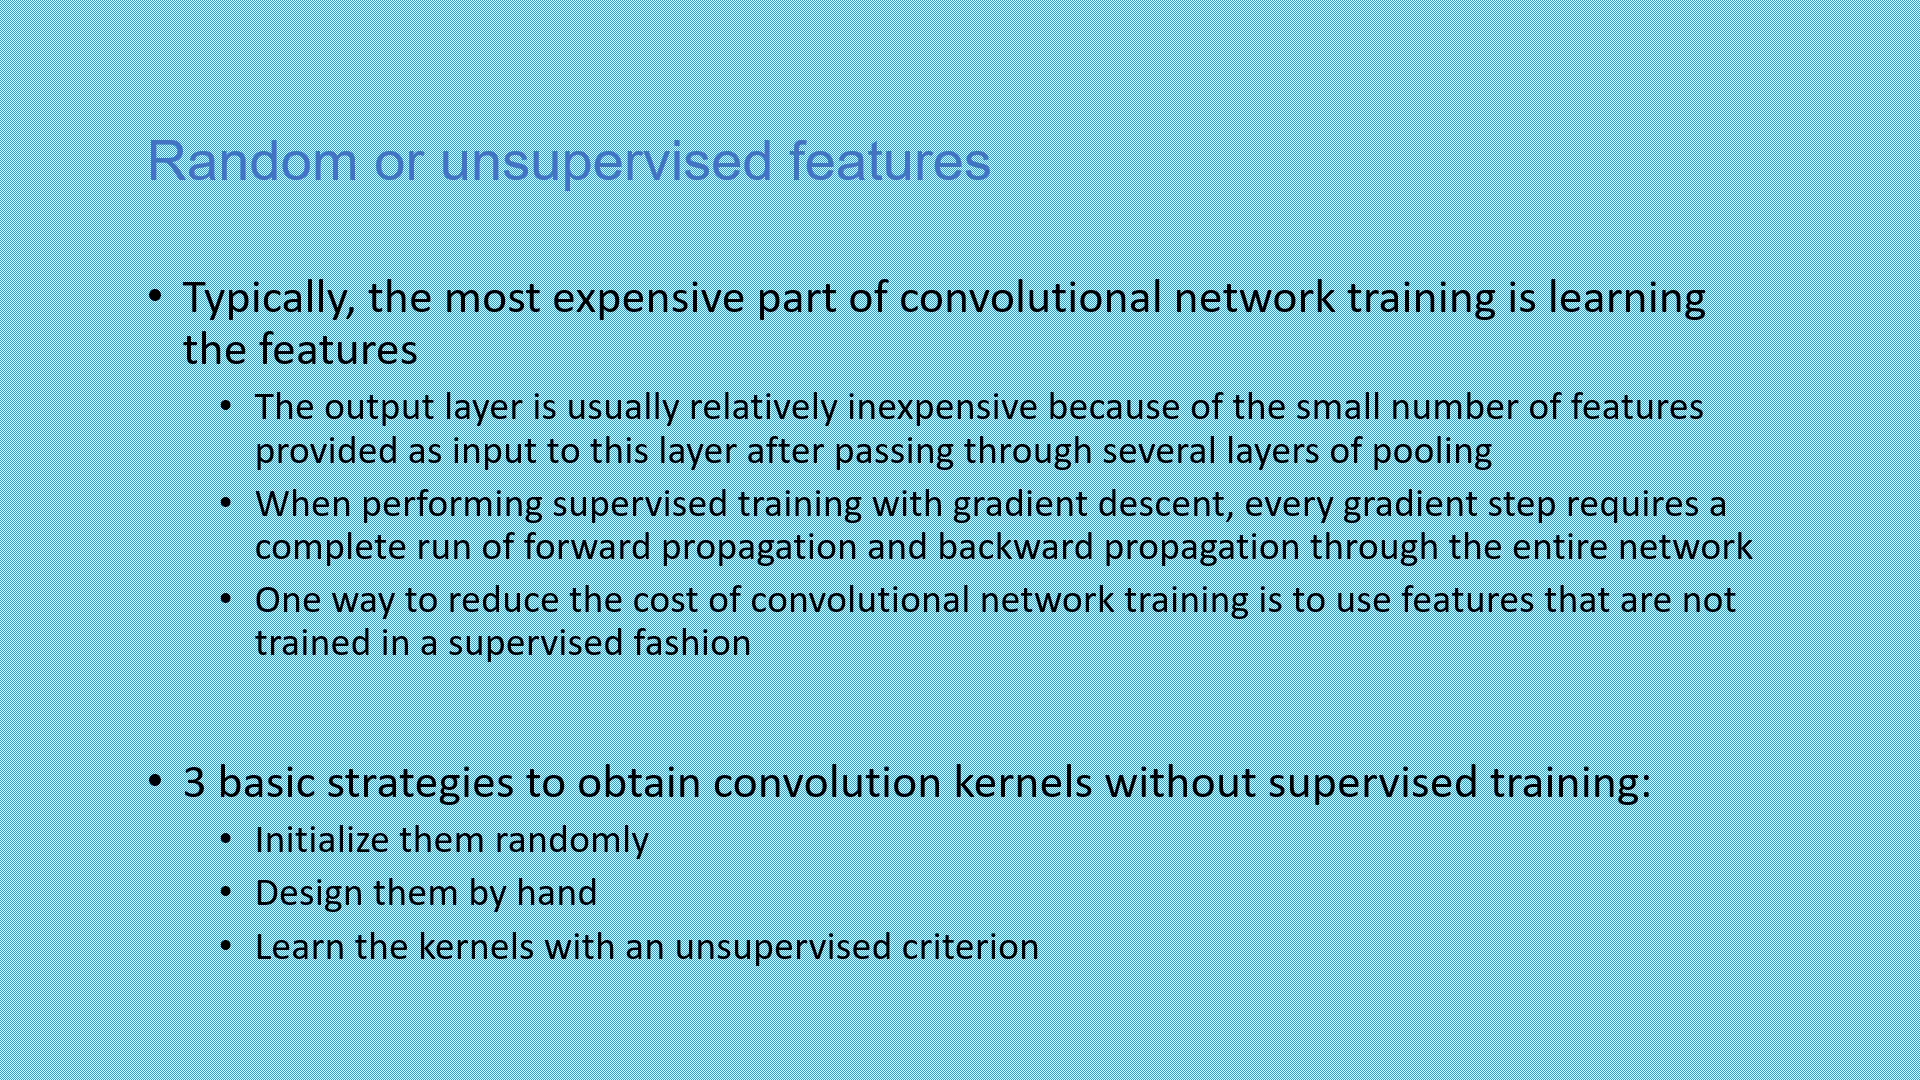 Random or unsupervised features
• Typically, the most expensive part of convolutional network training is learning
the features
• The output layer is usually relatively inexpensive because of the small number of features
provided as input to this layer after passing through several layers of pooling
• When performing supervised training with gradient descent, every gradient step requires a
complete run of forward propagation and backward propagation through the entire network
• One way to reduce the cost of convolutional network training is to use features that are not
trained in a supervised fashion
• 3 basic strategies to obtain convolution kernels without supervised training:
• Initialize them randomly
• Design them by hand
• Learn the kernels with an unsupervised criterion